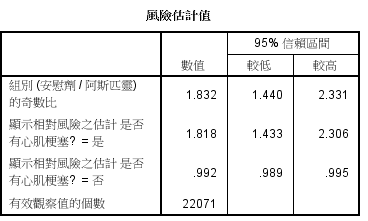 風險估計值
95% 信賴區間
數值 較低 較高
組別 (安慰劑 / 阿斯匹靈)
的奇數比 1.832 1.440 2.331
顯示相對風險之估計 是否
有心肌梗塞? = 是 1.818 1.433 2.306
顯示相對風險之估計 是否
有心肌梗塞? = 否 .992 .989 .995
有效觀察值的個數 22071